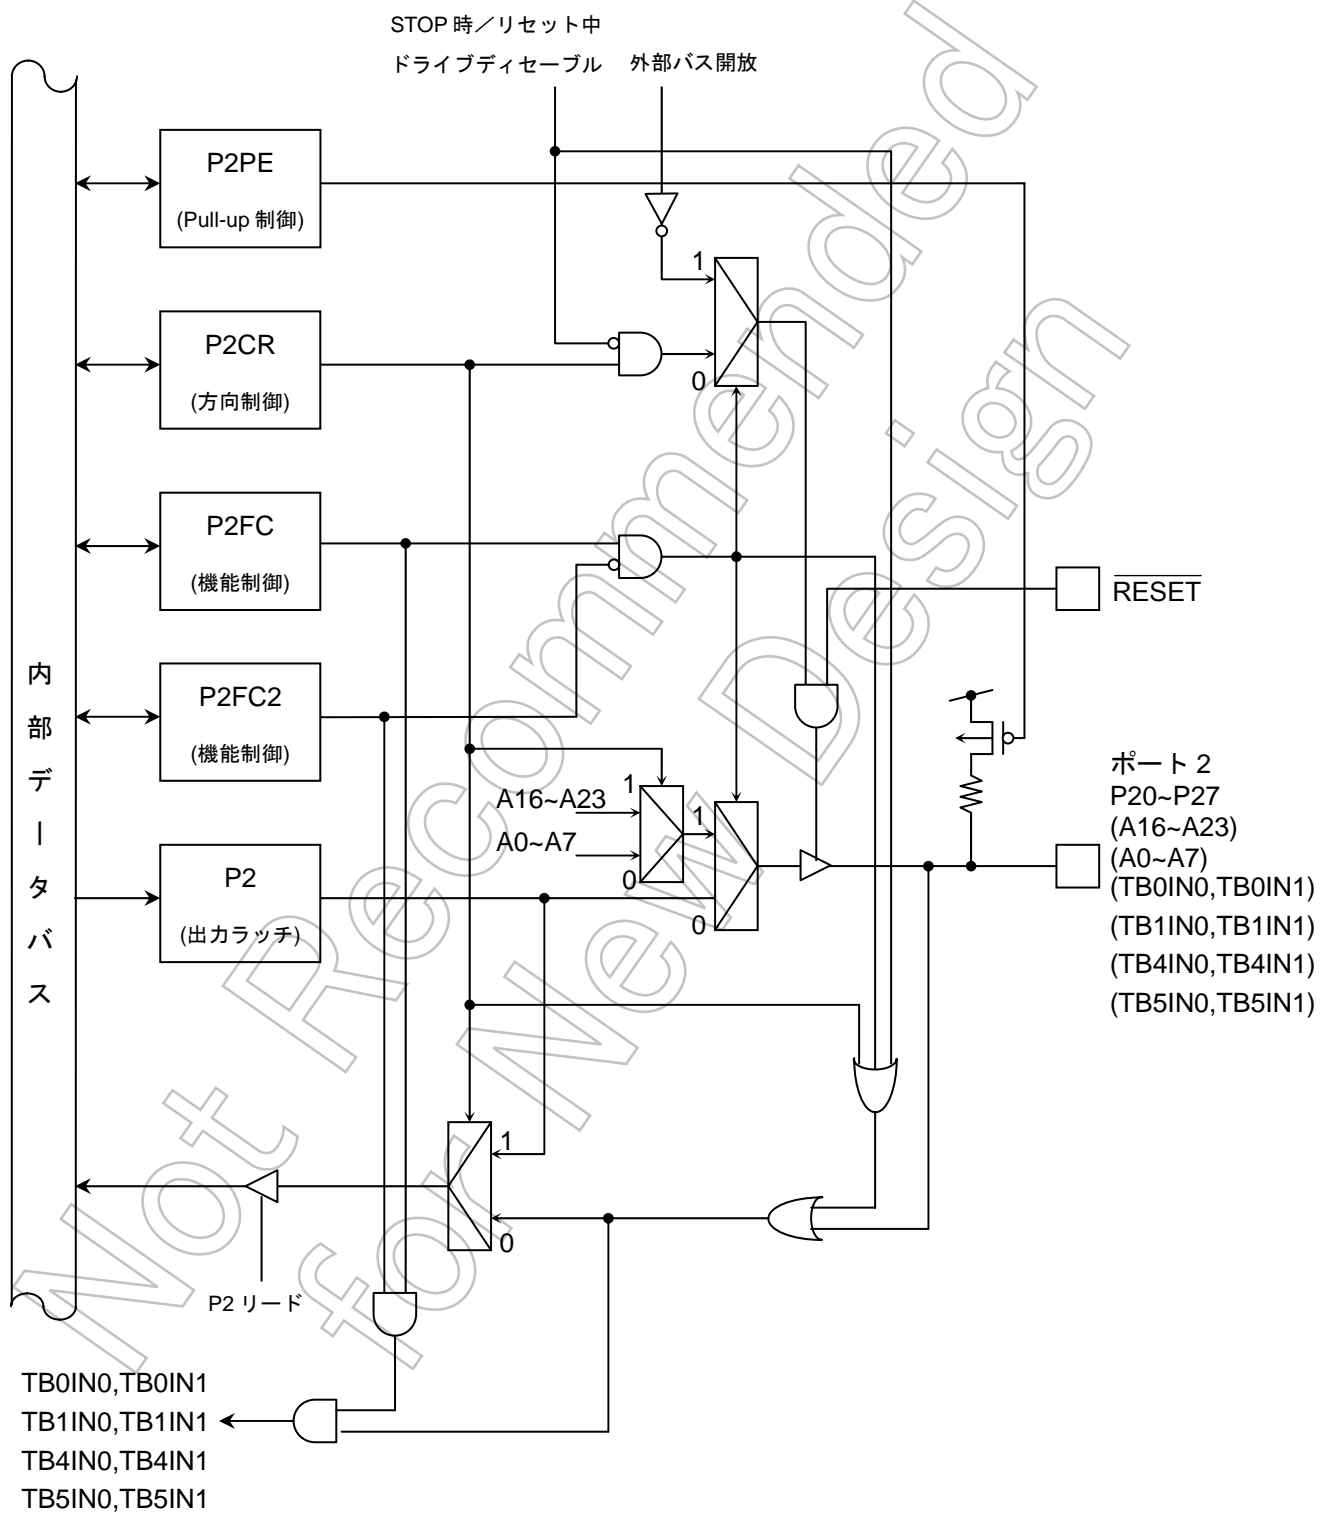 STOP 時／リセット中
ドライブディセーブル
外部バス開放
P2PE
(Pull-up 制御)
1
P2CR
(方向制御)
0
P2FC
(機能制御)
RESET
内部データバス
P2FC2
(機能制御)
ポート 2
P20~P27
(A16~A23)
(A0~A7)
(TB0IN0,TB0IN1)
(TB1IN0,TB1IN1)
(TB4IN0,TB4IN1)
(TB5IN0,TB5IN1)
1
A16~A23
A0~A7
0
1
0
P2
(出力ラッチ)
1
0
P2 リード
TB0IN0,TB0IN1
TB1IN0,TB1IN1
TB4IN0,TB4IN1
TB5IN0,TB5IN1
Not Recommended
for New Design